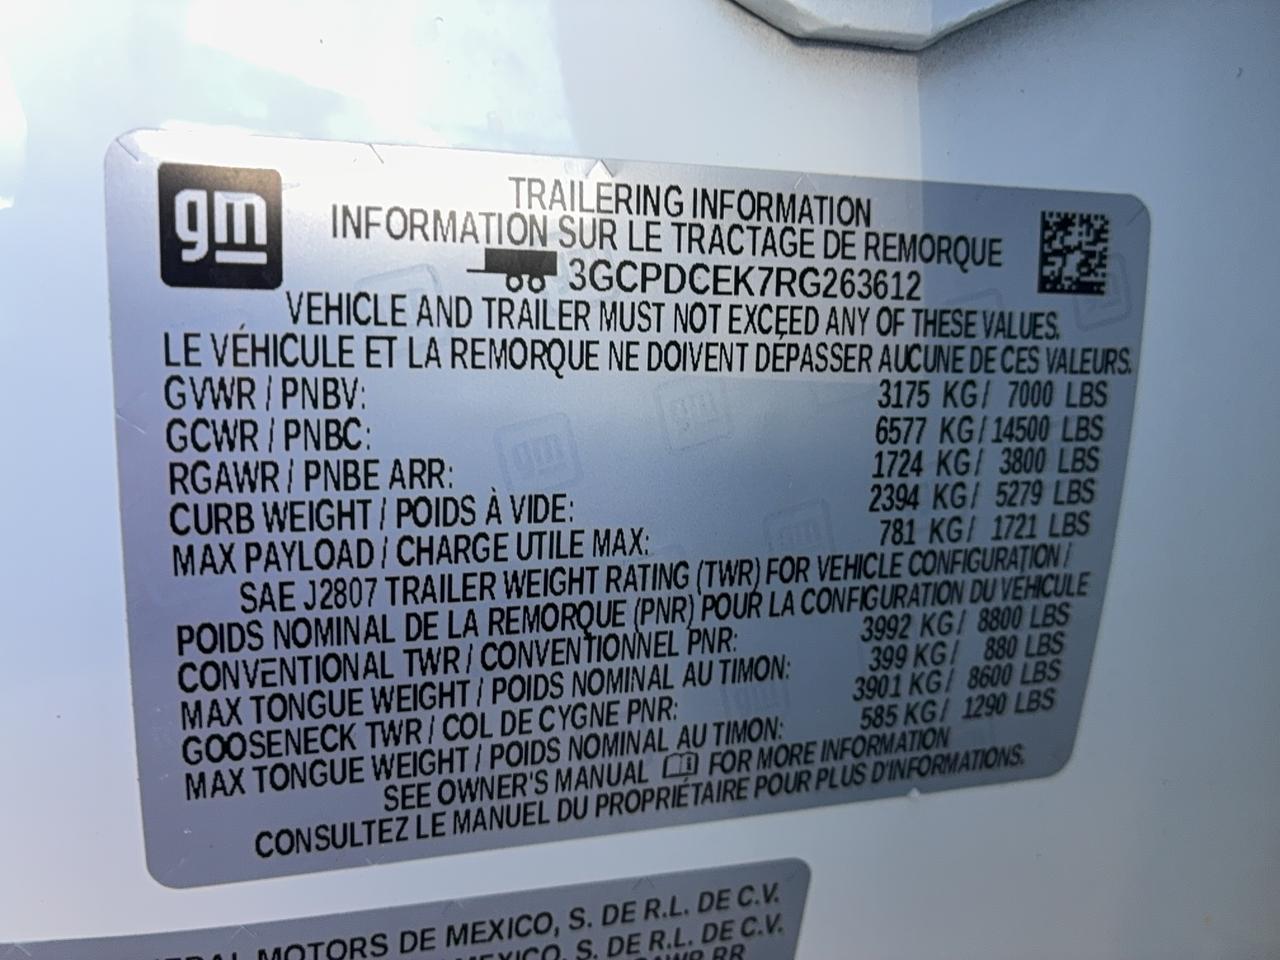 gm
TRAILERING INFORMATION
INFORMATION SUR LE TRACTAGE DE REMORQUE
3GCPDCEK7RG263612
VEHICLE AND TRAILER MUST NOT EXCEED ANY OF THESE VALUES.
LE VÉHICULE ET LA REMORQUE NE DOIVENT DÉPASSER AUCUNE DE CES VALEURS.
GVWR / PNBV: 3175 KG / 7000 LBS
GCWR / PNBC: 6577 KG / 14500 LBS
RGAWR / PNBE ARR: 1724 KG / 3800 LBS
CURB WEIGHT / POIDS À VIDE: 2394 KG / 5279 LBS
MAX PAYLOAD / CHARGE UTILE MAX: 781 KG / 1721 LBS
SAE J2807 TRAILER WEIGHT RATING (TWR) FOR VEHICLE CONFIGURATION /
POIDS NOMINAL DE LA REMORQUE (PNR) POUR LA CONFIGURATION DU VÉHICULE
CONVENTIONAL TWR / CONVENTIONNEL PNR: 3992 KG / 8800 LBS
MAX TONGUE WEIGHT / POIDS NOMINAL AU TIMON: 399 KG / 880 LBS
GOOSENECK TWR / COL DE CYGNE PNR: 3901 KG / 8600 LBS
MAX TONGUE WEIGHT / POIDS NOMINAL AU TIMON: 585 KG / 1290 LBS
SEE OWNER'S MANUAL FOR MORE INFORMATION
CONSULTEZ LE MANUEL DU PROPRIÉTAIRE POUR PLUS D'INFORMATIONS.
MOTORS DE MEXICO, S. DE R.L. DE C.V.
MEXICO, S. DE R.L. DE C.V.
RR